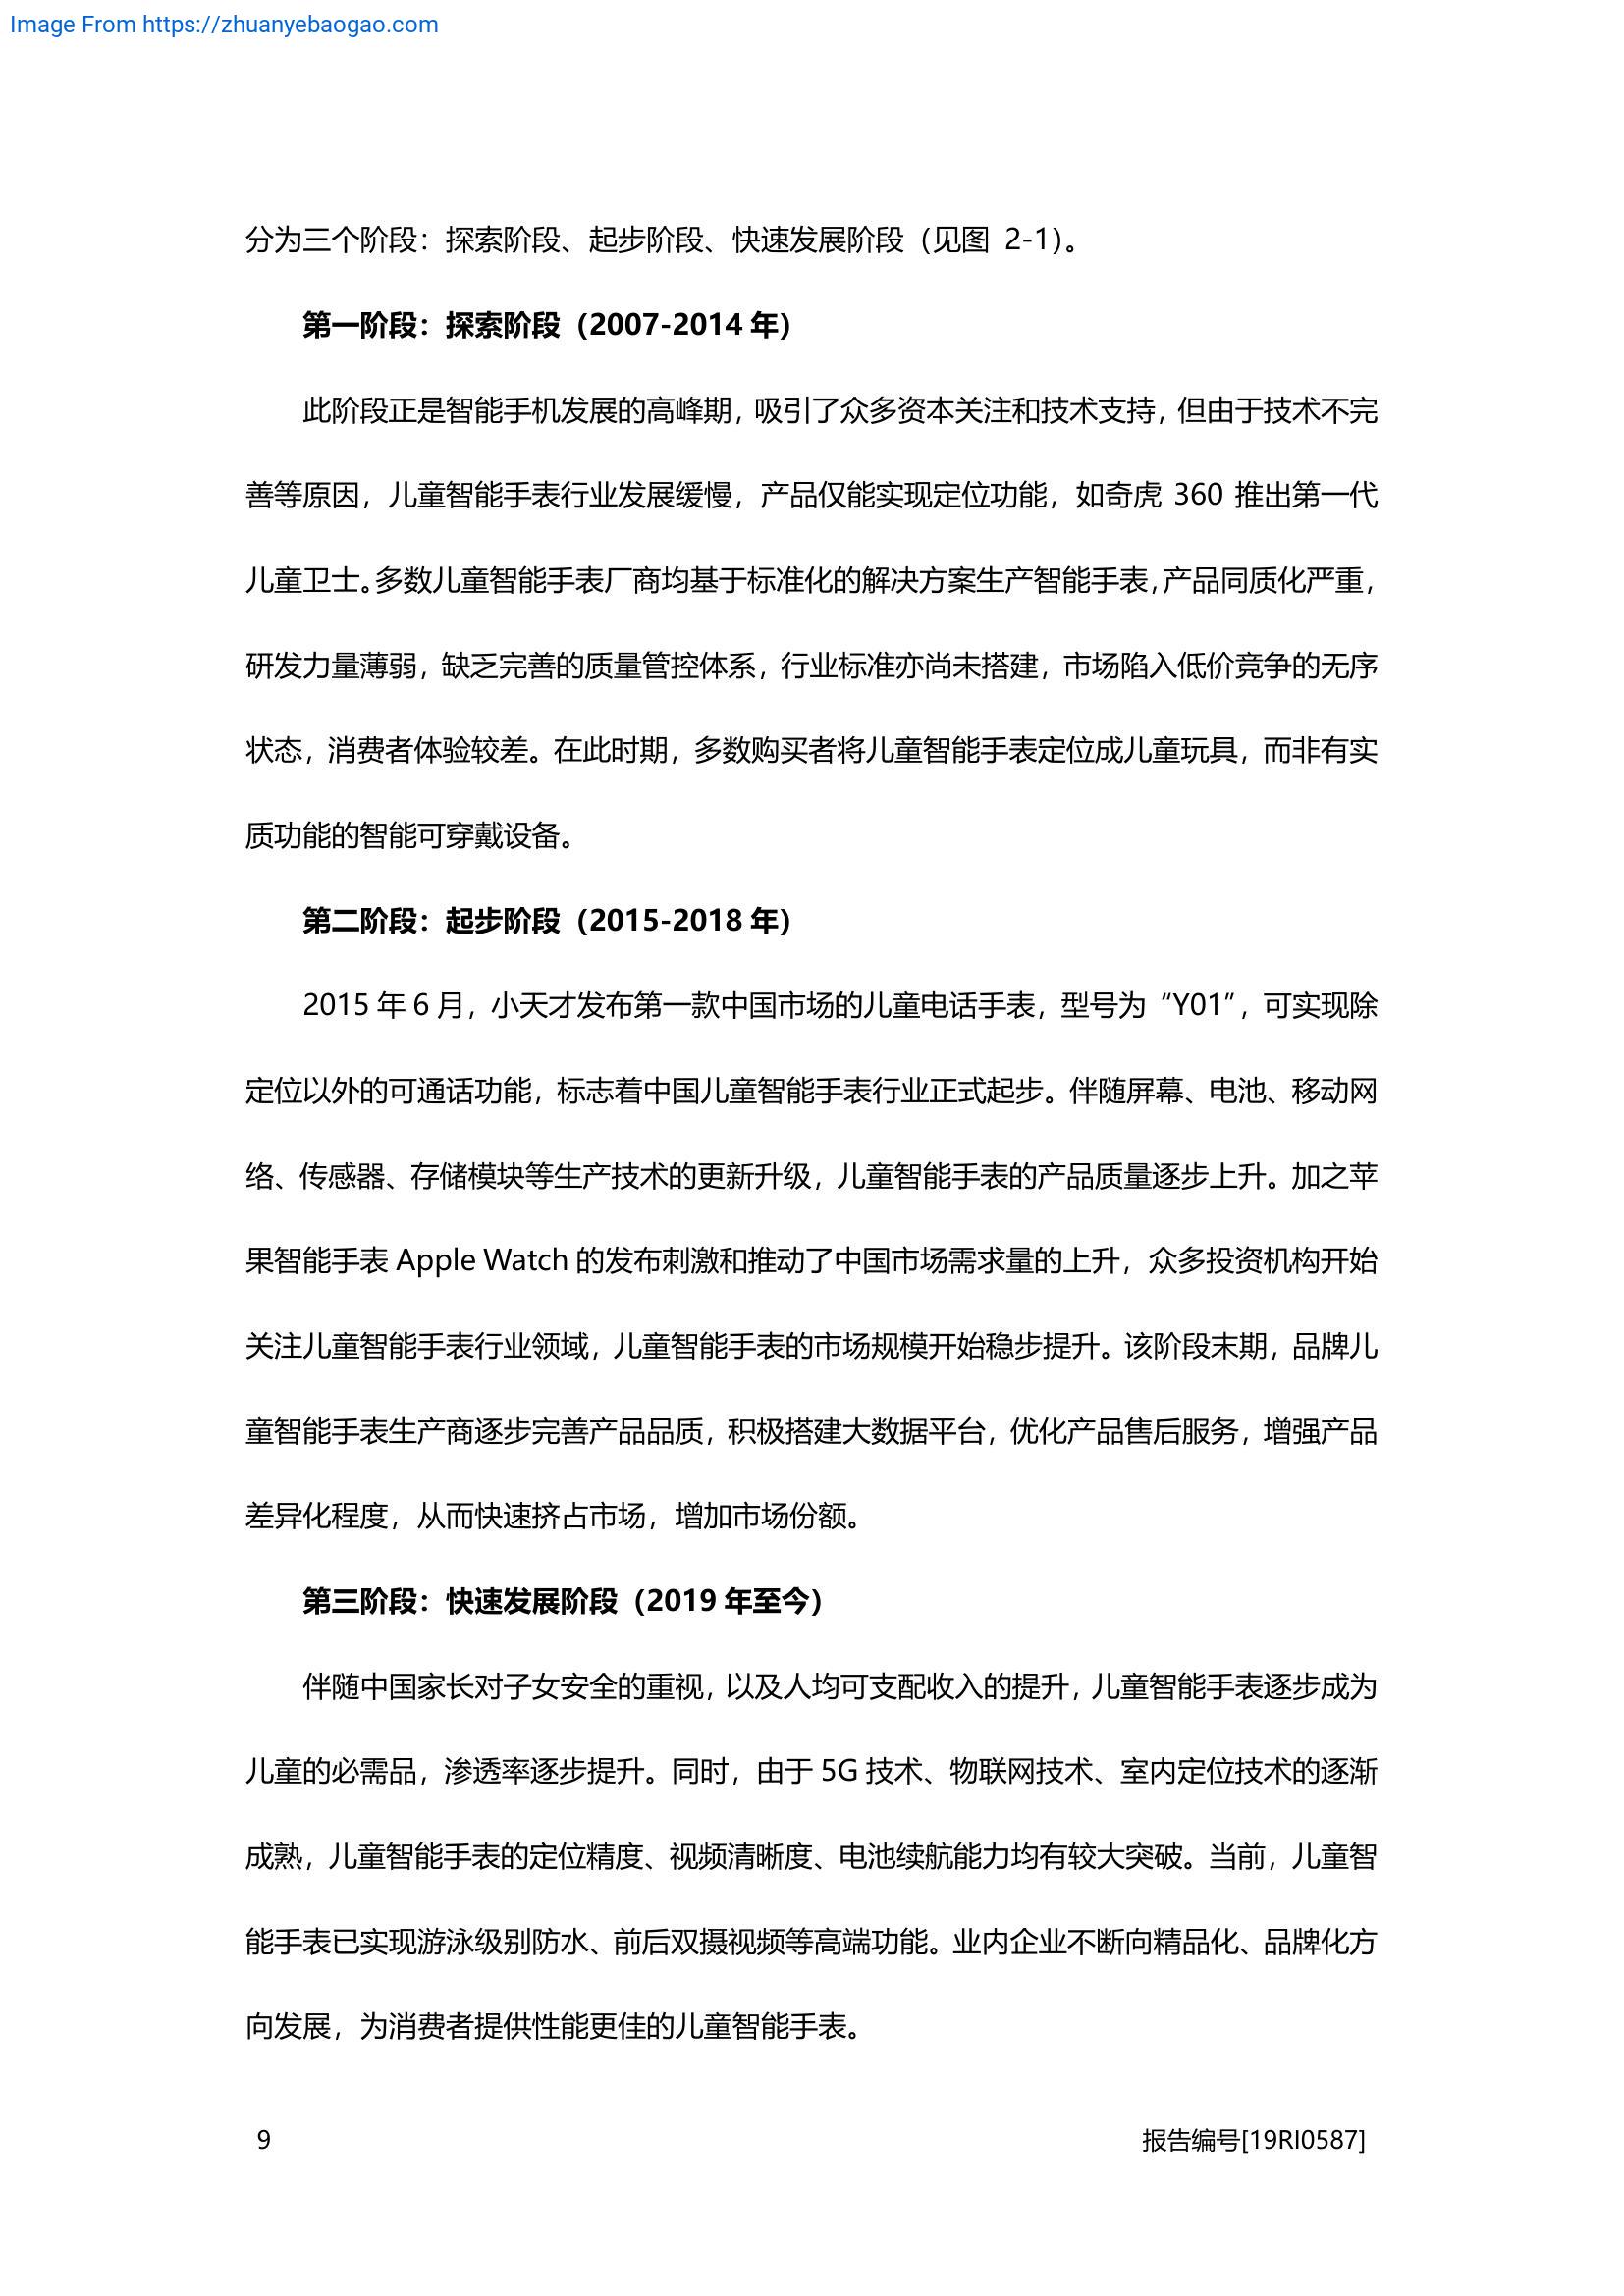 Image From https://zhuanyebaogao.com
分为三个阶段：探索阶段、起步阶段、快速发展阶段（见图 2-1）。
第一阶段：探索阶段（2007-2014 年）
此阶段正是智能手机发展的高峰期，吸引了众多资本关注和技术支持，但由于技术不完
善等原因，儿童智能手表行业发展缓慢，产品仅能实现定位功能，如奇虎 360 推出第一代
儿童卫士。多数儿童智能手表厂商均基于标准化的解决方案生产智能手表，产品同质化严重，
研发力量薄弱，缺乏完善的质量管控体系，行业标准亦尚未搭建，市场陷入低价竞争的无序
状态，消费者体验较差。在此时期，多数购买者将儿童智能手表定位成儿童玩具，而非有实
质功能的智能可穿戴设备。
第二阶段：起步阶段（2015-2018 年）
2015 年 6 月，小天才发布第一款中国市场的儿童电话手表，型号为“Y01”，可实现除
定位以外的可通话功能，标志着中国儿童智能手表行业正式起步。伴随屏幕、电池、移动网
络、传感器、存储模块等生产技术的更新升级，儿童智能手表的产品质量逐步上升。加之苹
果智能手表 Apple Watch 的发布刺激和推动了中国市场需求量的上升，众多投资机构开始
关注儿童智能手表行业领域，儿童智能手表的市场规模开始稳步提升。该阶段末期，品牌儿
童智能手表生产商逐步完善产品品质，积极搭建大数据平台，优化产品售后服务，增强产品
差异化程度，从而快速挤占市场，增加市场份额。
第三阶段：快速发展阶段（2019 年至今）
伴随中国家长对子女安全的重视，以及人均可支配收入的提升，儿童智能手表逐步成为
儿童的必需品，渗透率逐步提升。同时，由于 5G 技术、物联网技术、室内定位技术的逐渐
成熟，儿童智能手表的定位精度、视频清晰度、电池续航能力均有较大突破。当前，儿童智
能手表已实现游泳级别防水、前后双摄视频等高端功能。业内企业不断向精品化、品牌化方
向发展，为消费者提供性能更佳的儿童智能手表。
9
报告编号[19RI0587]